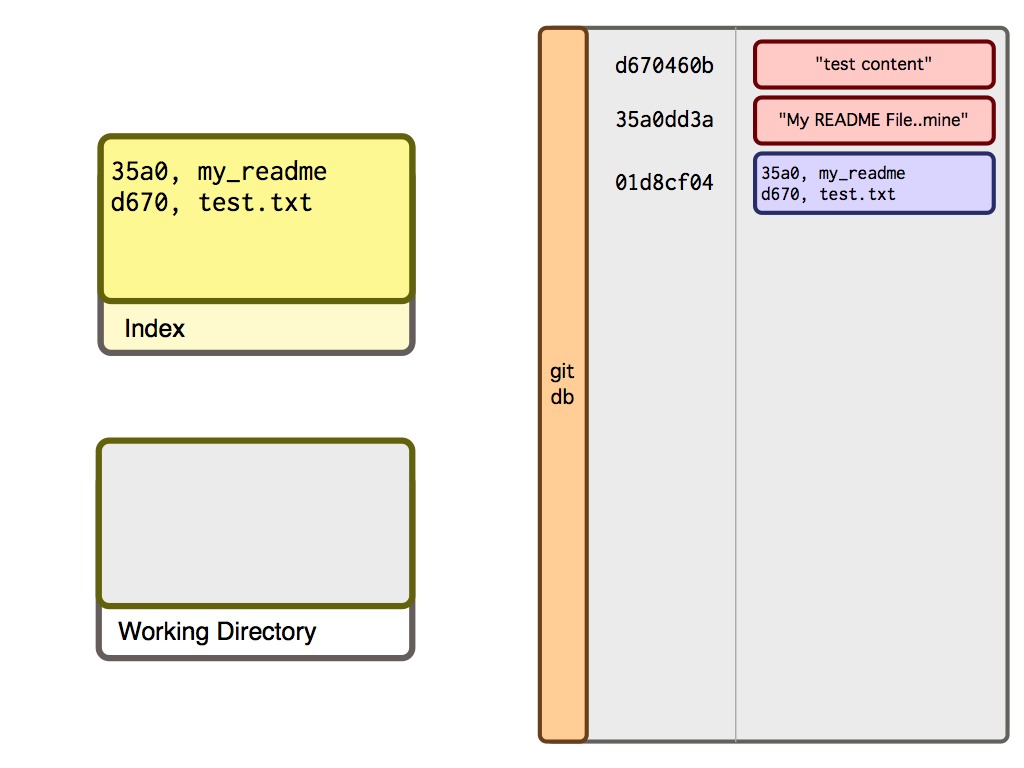 35a0, my_readme
d670, test.txt
Index
Working Directory
git
db
d670460b
"test content"
35a0dd3a
"My README File..mine"
01d8cf04
35a0, my_readme
d670, test.txt